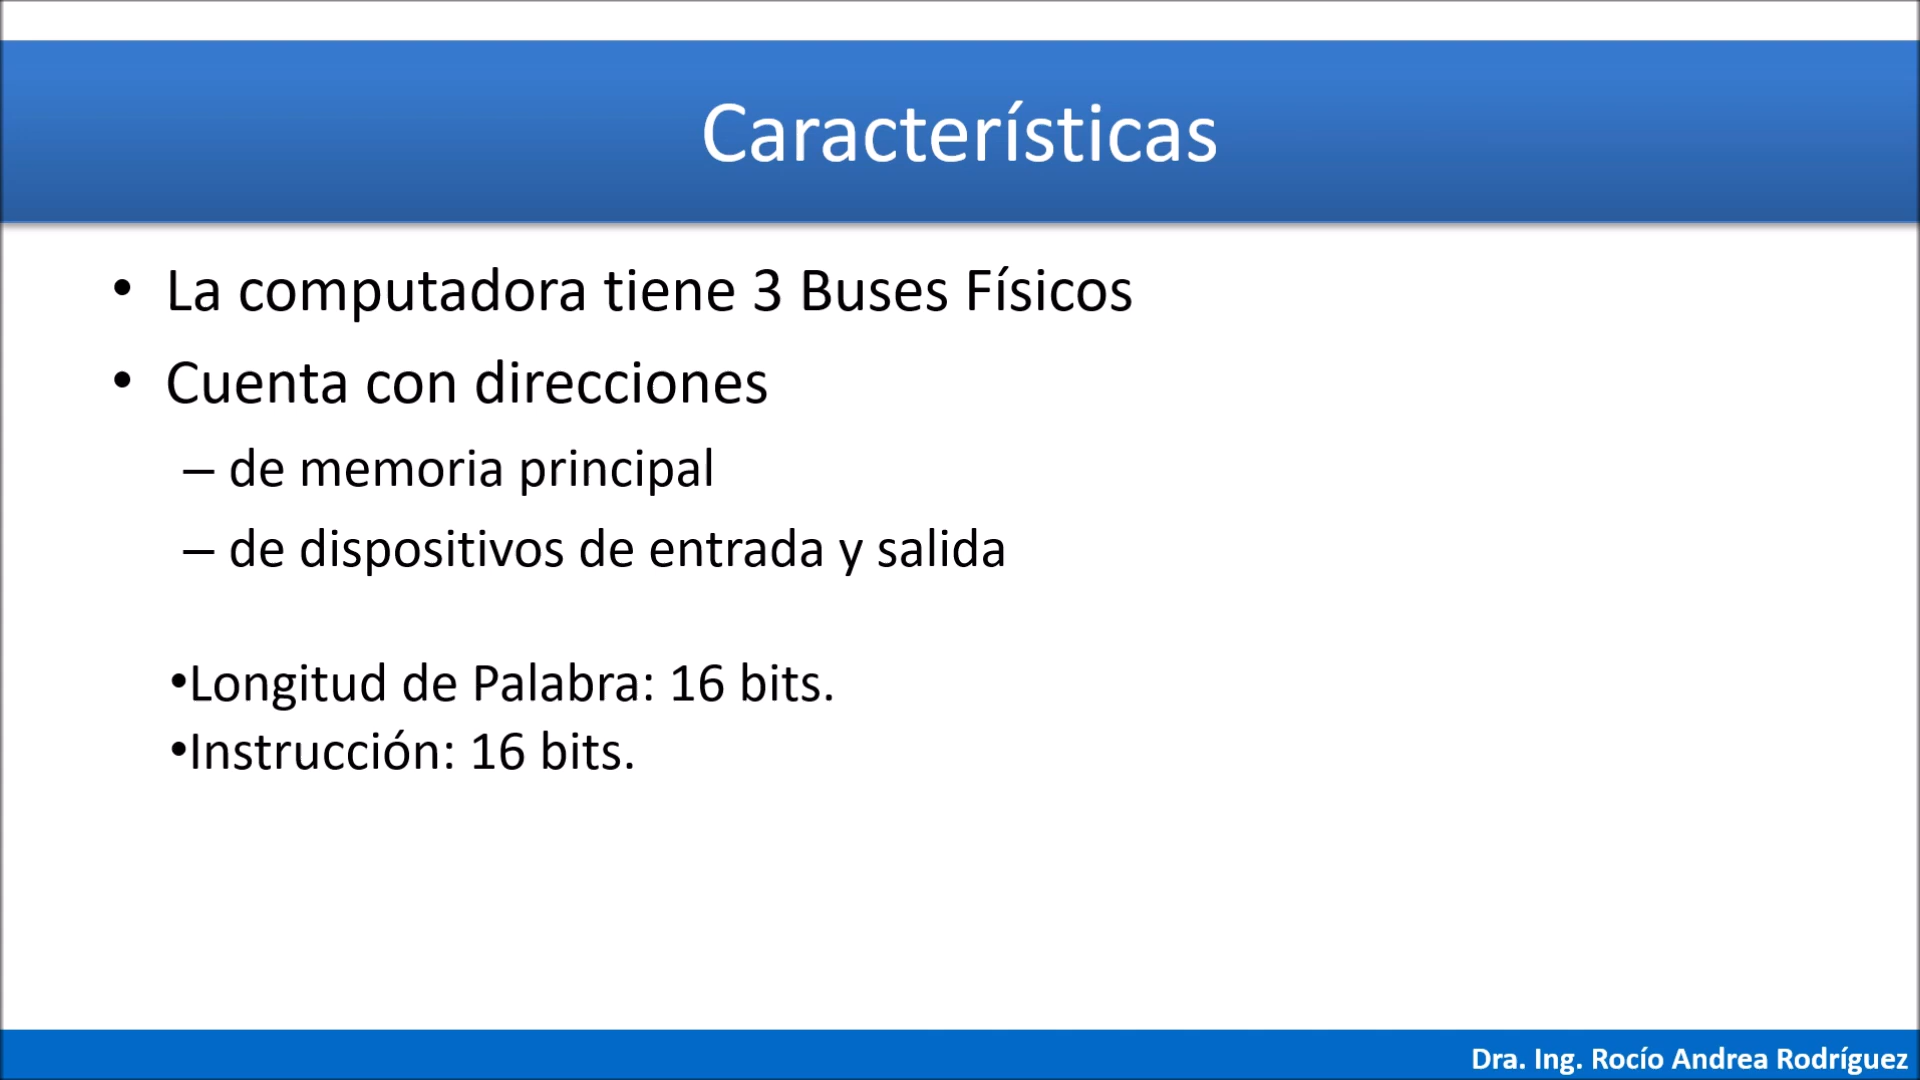 Características
• La computadora tiene 3 Buses Físicos
• Cuenta con direcciones
– de memoria principal
– de dispositivos de entrada y salida
•Longitud de Palabra: 16 bits.
•Instrucción: 16 bits.
Dra. Ing. Rocío Andrea Rodríguez